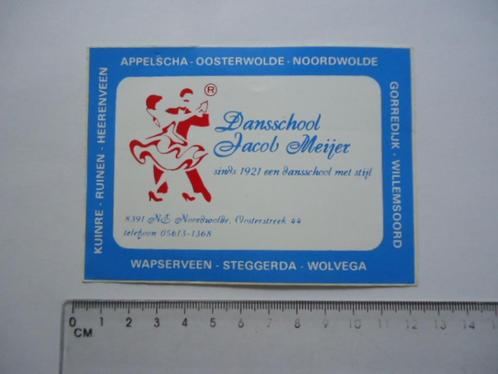 APPELSCHA - OOSTERWOLDE - NOORDWOLDE
KUINRE - RUINEN - HEERENVEEN
GORREDIJK - WILLEMSOORD
®
Dansschool
Jacob Meijer
sinds 1921 een dansschool met stijl
8391 NE Noordwolde, Oosterstreek 44
telefoon 05613-1368
WAPSERVEEN - STEGGERDA - WOLVEGA
0 1 2 3 4 5 6 7 8 9 10 11 12 13 14
CM